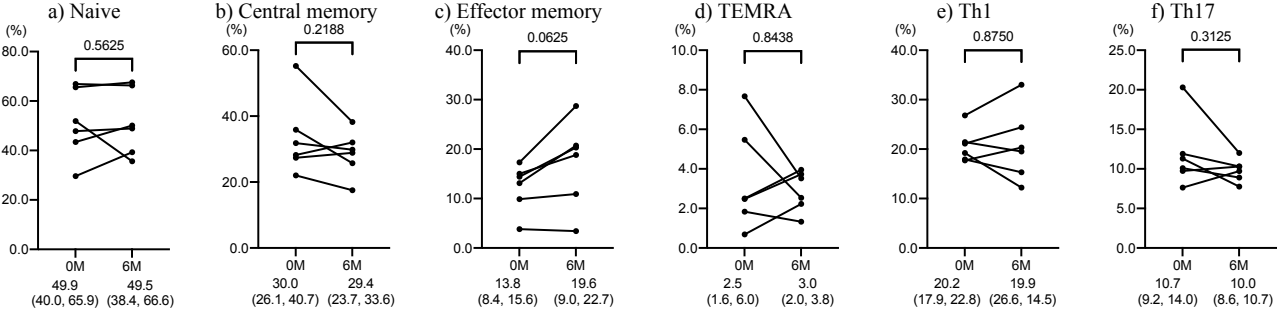 a) Naive
(%)
0.5625
80.0
60.0
40.0
20.0
0.0
0M 6M
49.9 49.5
(40.0, 65.9) (38.4, 66.6)
b) Central memory
(%)
0.2188
60.0
40.0
20.0
0.0
0M 6M
30.0 29.4
(26.1, 40.7) (23.7, 33.6)
c) Effector memory
(%)
0.0625
40.0
30.0
20.0
10.0
0.0
0M 6M
13.8 19.6
(8.4, 15.6) (9.0, 22.7)
d) TEMRA
(%)
0.8438
10.0
8.0
6.0
4.0
2.0
0.0
0M 6M
2.5 3.0
(1.6, 6.0) (2.0, 3.8)
e) Th1
(%)
0.8750
40.0
30.0
20.0
10.0
0.0
0M 6M
20.2 19.9
(17.9, 22.8) (26.6, 14.5)
f) Th17
(%)
0.3125
25.0
20.0
15.0
10.0
5.0
0.0
0M 6M
10.7 10.0
(9.2, 14.0) (8.6, 10.7)